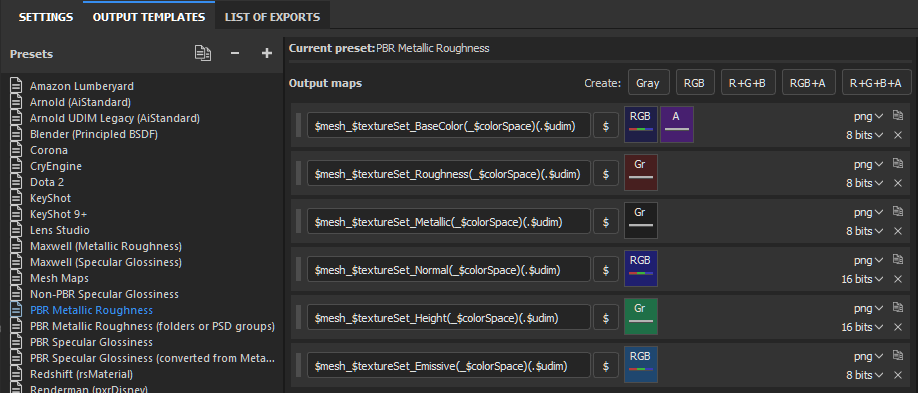 SETTINGS OUTPUT TEMPLATES LIST OF EXPORTS
Presets
Amazon Lumberyard
Arnold (AiStandard)
Arnold UDIM Legacy (AiStandard)
Blender (Principled BSDF)
Corona
CryEngine
Dota 2
KeyShot
KeyShot 9+
Lens Studio
Maxwell (Metallic Roughness)
Maxwell (Specular Glossiness)
Mesh Maps
Non-PBR Specular Glossiness
PBR Metallic Roughness
PBR Metallic Roughness (folders or PSD groups)
PBR Specular Glossiness
PBR Specular Glossiness (converted from Meta...
Redshift (rsMaterial)
Renderman (pxrDisney)
Current preset:PBR Metallic Roughness
Output maps Create: Gray RGB R+G+B RGB+A R+G+B+A
$mesh_$textureSet_BaseColor(_$colorSpace)(.$udim) $ RGB A png
8 bits
$mesh_$textureSet_Roughness(_$colorSpace)(.$udim) $ Gr png
8 bits
$mesh_$textureSet_Metallic(_$colorSpace)(.$udim) $ Gr png
8 bits
$mesh_$textureSet_Normal(_$colorSpace)(.$udim) $ RGB png
16 bits
$mesh_$textureSet_Height(_$colorSpace)(.$udim) $ Gr png
16 bits
$mesh_$textureSet_Emissive(_$colorSpace)(.$udim) $ RGB png
8 bits